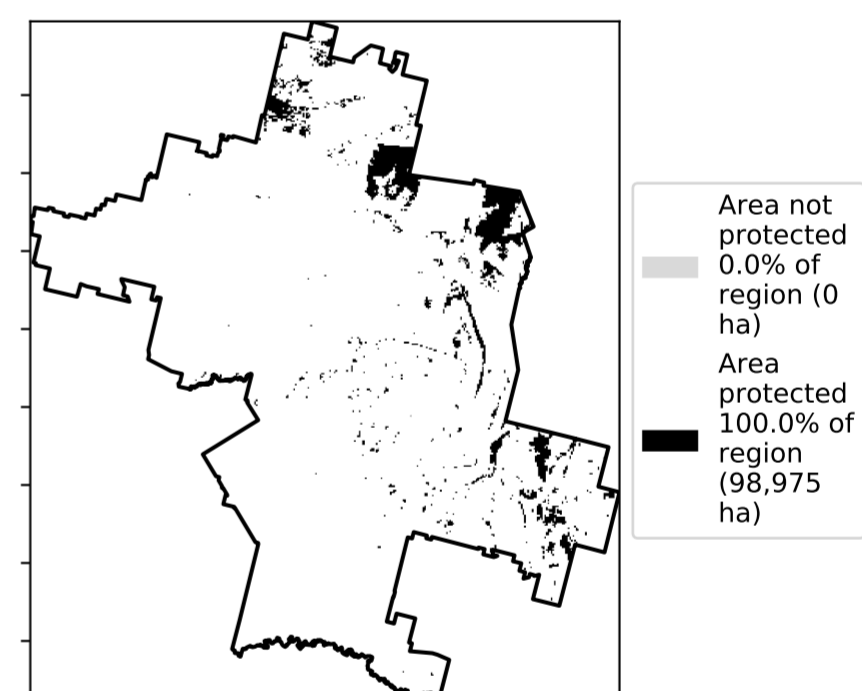 Area not
protected
0.0% of
region (0
ha)
Area
protected
100.0% of
region
(98,975
ha)